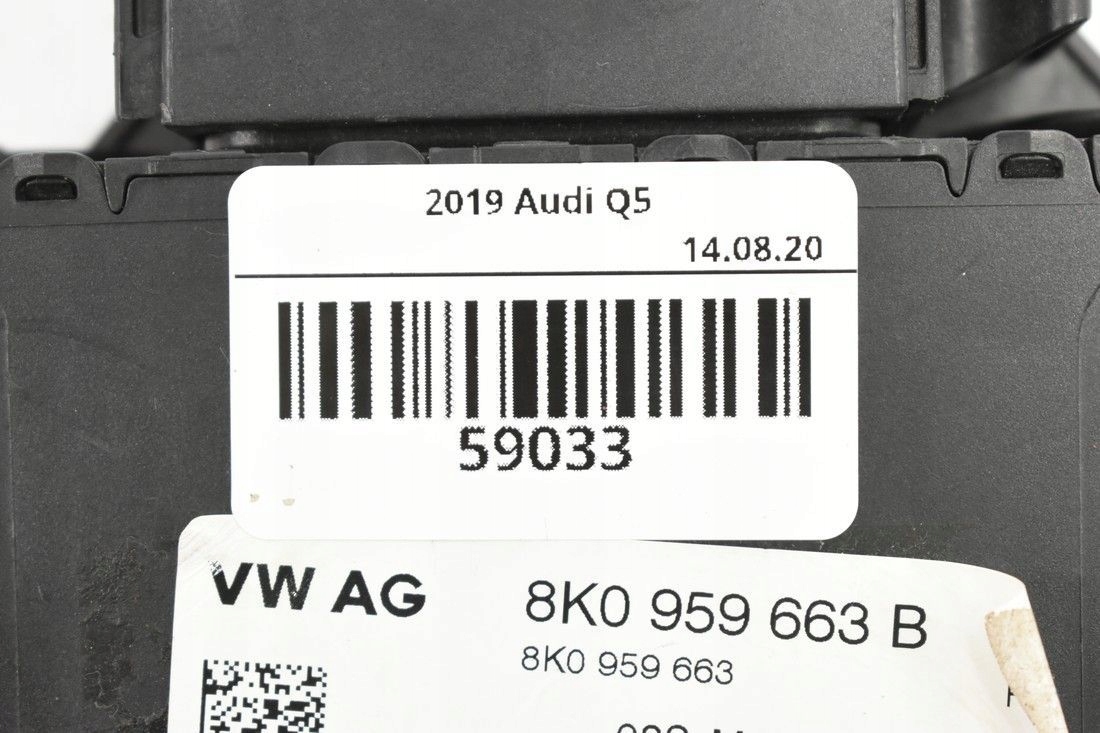 2019 Audi Q5
14.08.20
59033
VW AG
8K0 959 663 B
8K0 959 663